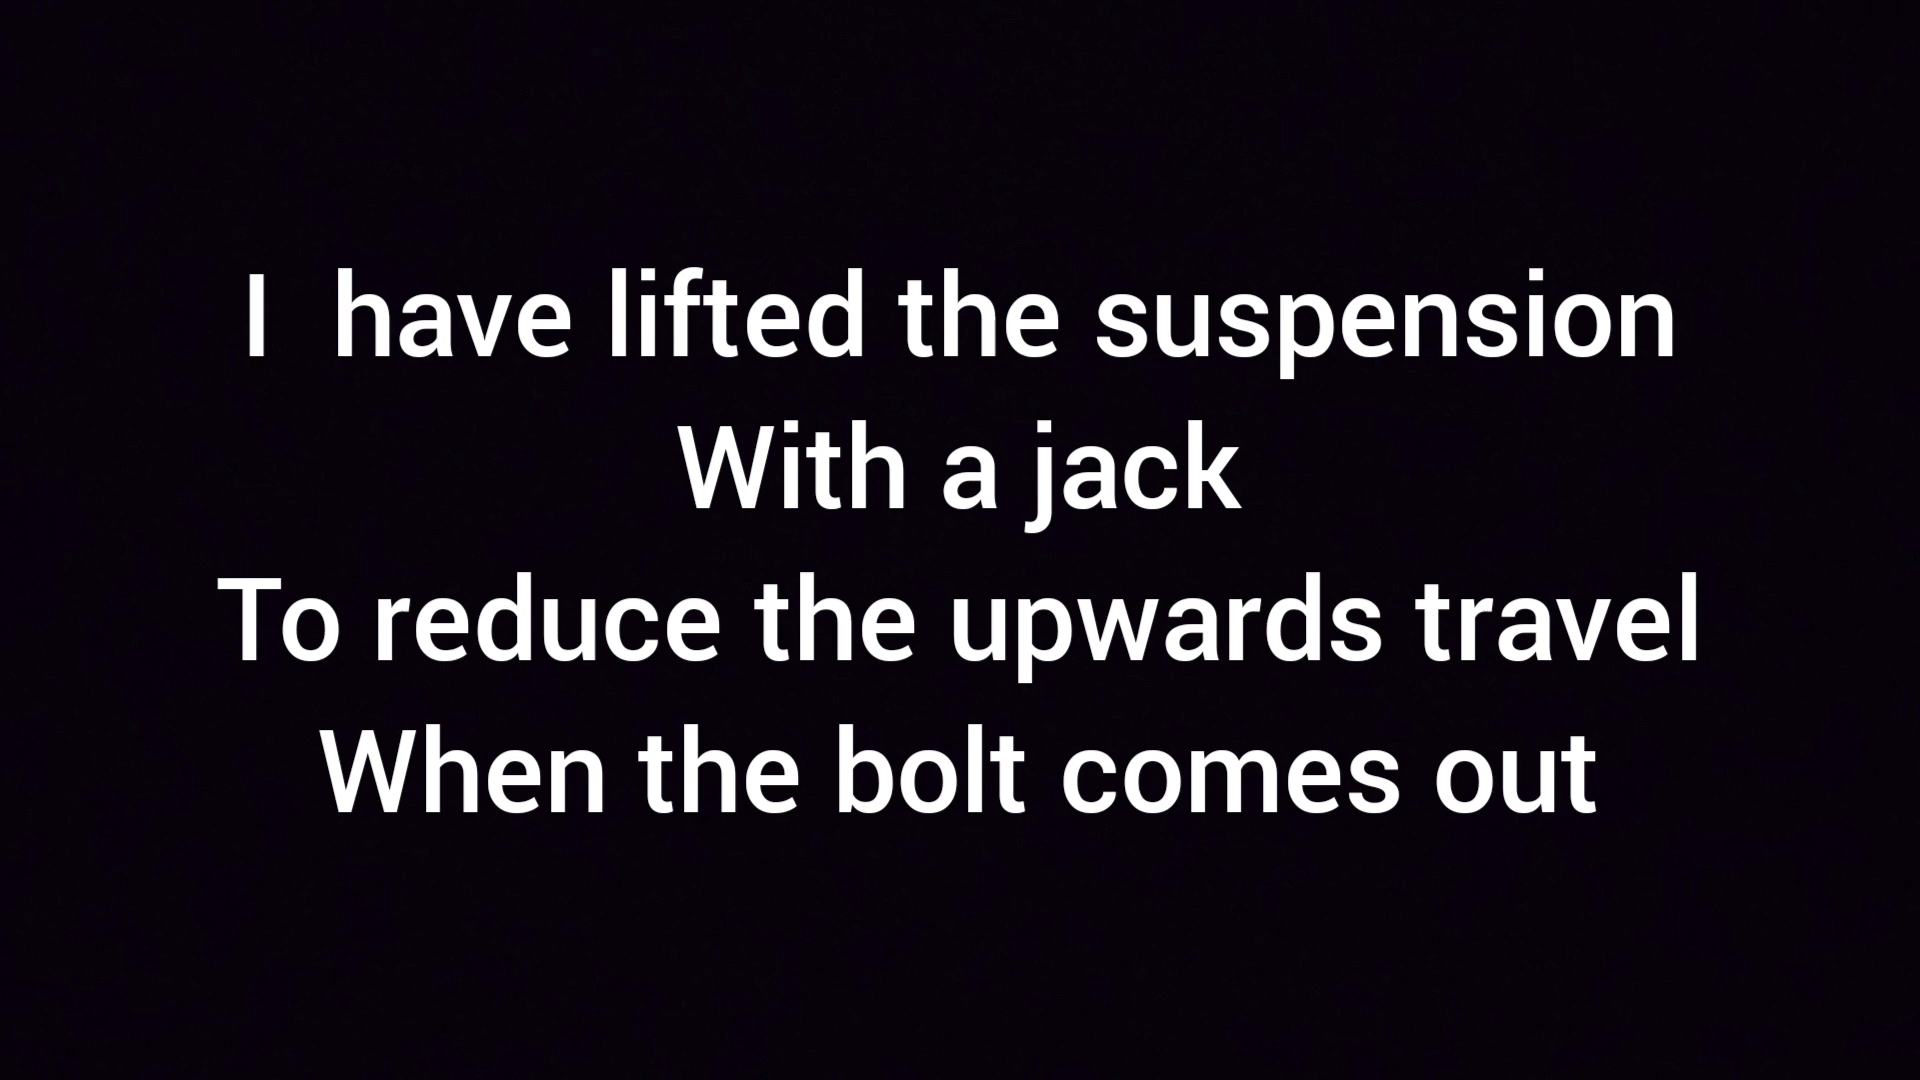 I  have lifted the suspension
With a jack
To reduce the upwards travel
When the bolt comes out